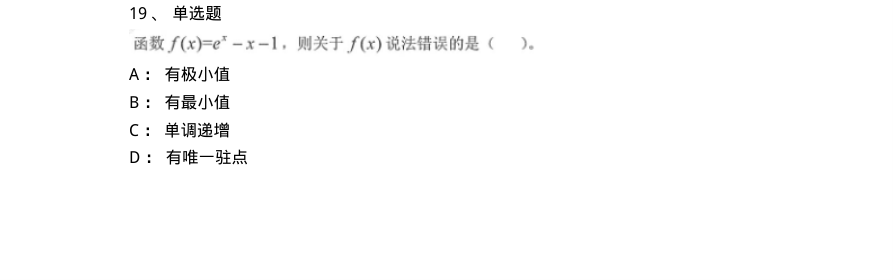 19、 单选题
函数 f(x)=eˣ－x－1，则关于 f(x) 说法错误的是（ ）。
A： 有极小值
B： 有最小值
C： 单调递增
D： 有唯一驻点